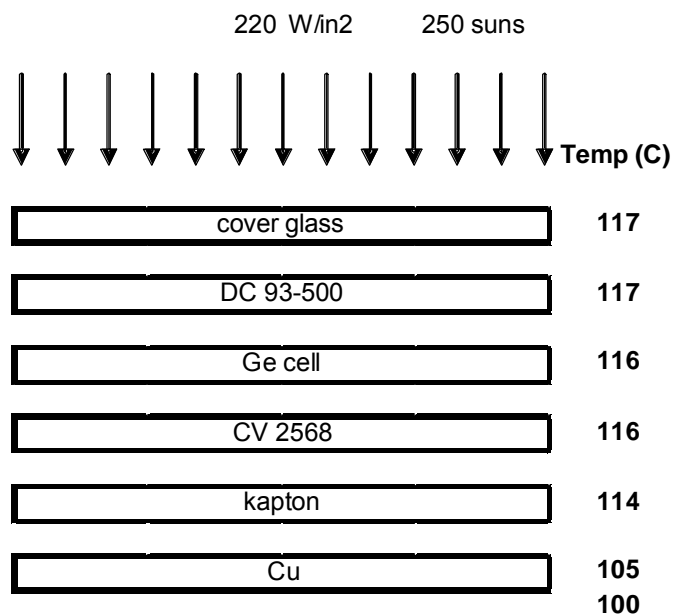 220 W/in2 250 suns
Temp (C)
cover glass 117
DC 93-500 117
Ge cell 116
CV 2568 116
kapton 114
Cu 105
100